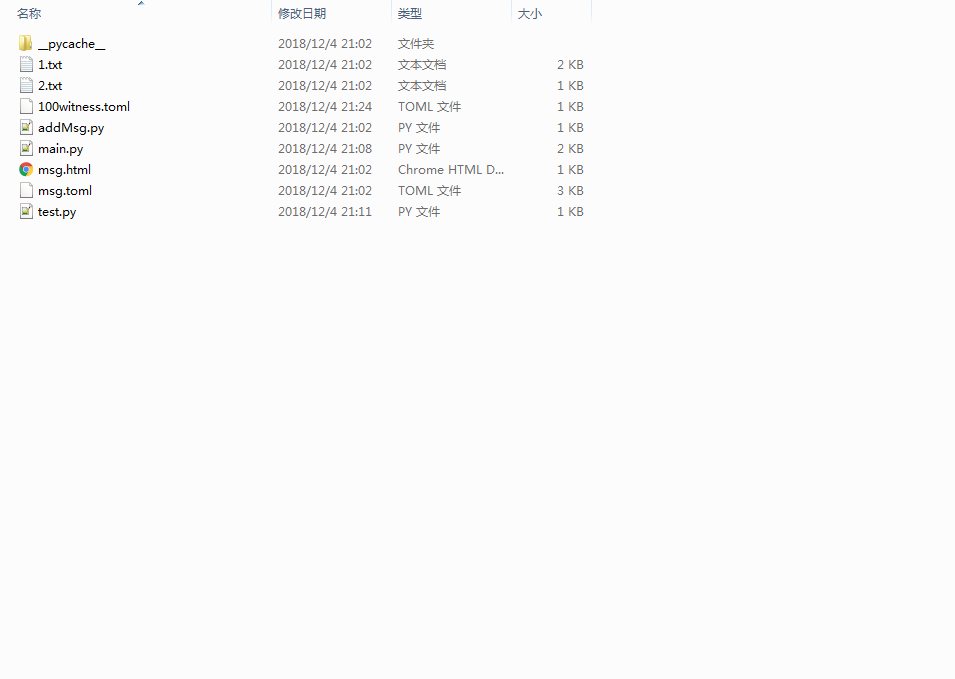 名称 修改日期 类型 大小
__pycache__ 2018/12/4 21:02 文件夹
1.txt 2018/12/4 21:02 文本文档 2 KB
2.txt 2018/12/4 21:02 文本文档 1 KB
100witness.toml 2018/12/4 21:24 TOML 文件 1 KB
addMsg.py 2018/12/4 21:02 PY 文件 1 KB
main.py 2018/12/4 21:08 PY 文件 2 KB
msg.html 2018/12/4 21:02 Chrome HTML D... 1 KB
msg.toml 2018/12/4 21:02 TOML 文件 3 KB
test.py 2018/12/4 21:11 PY 文件 1 KB